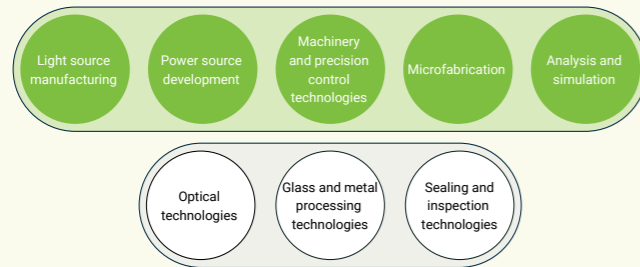 Light source
manufacturing
Power source
development
Machinery
and precision
control
technologies
Microfabrication
Analysis and
simulation
Optical
technologies
Glass and metal
processing
technologies
Sealing and
inspection
technologies